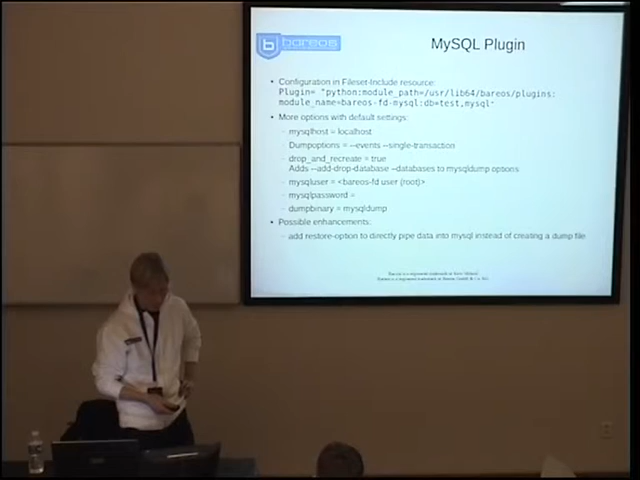 bareos
MySQL Plugin
• Configuration in Fileset-Include resource:
Plugin= "python:module_path=/usr/lib64/bareos/plugins:
module_name=bareos-fd-mysql:db=test,mysql"
• More options with default settings:
– mysqlhost = localhost
– Dumpoptions = --events --single-transaction
– drop_and_recreate = true
Adds --add-drop-database --databases to mysqldump options
– mysqluser = <bareos-fd user (root)>
– mysqlpassword =
– dumpbinary = mysqldump
• Possible enhancements:
– add restore-option to directly pipe data into mysql instead of creating a dump file